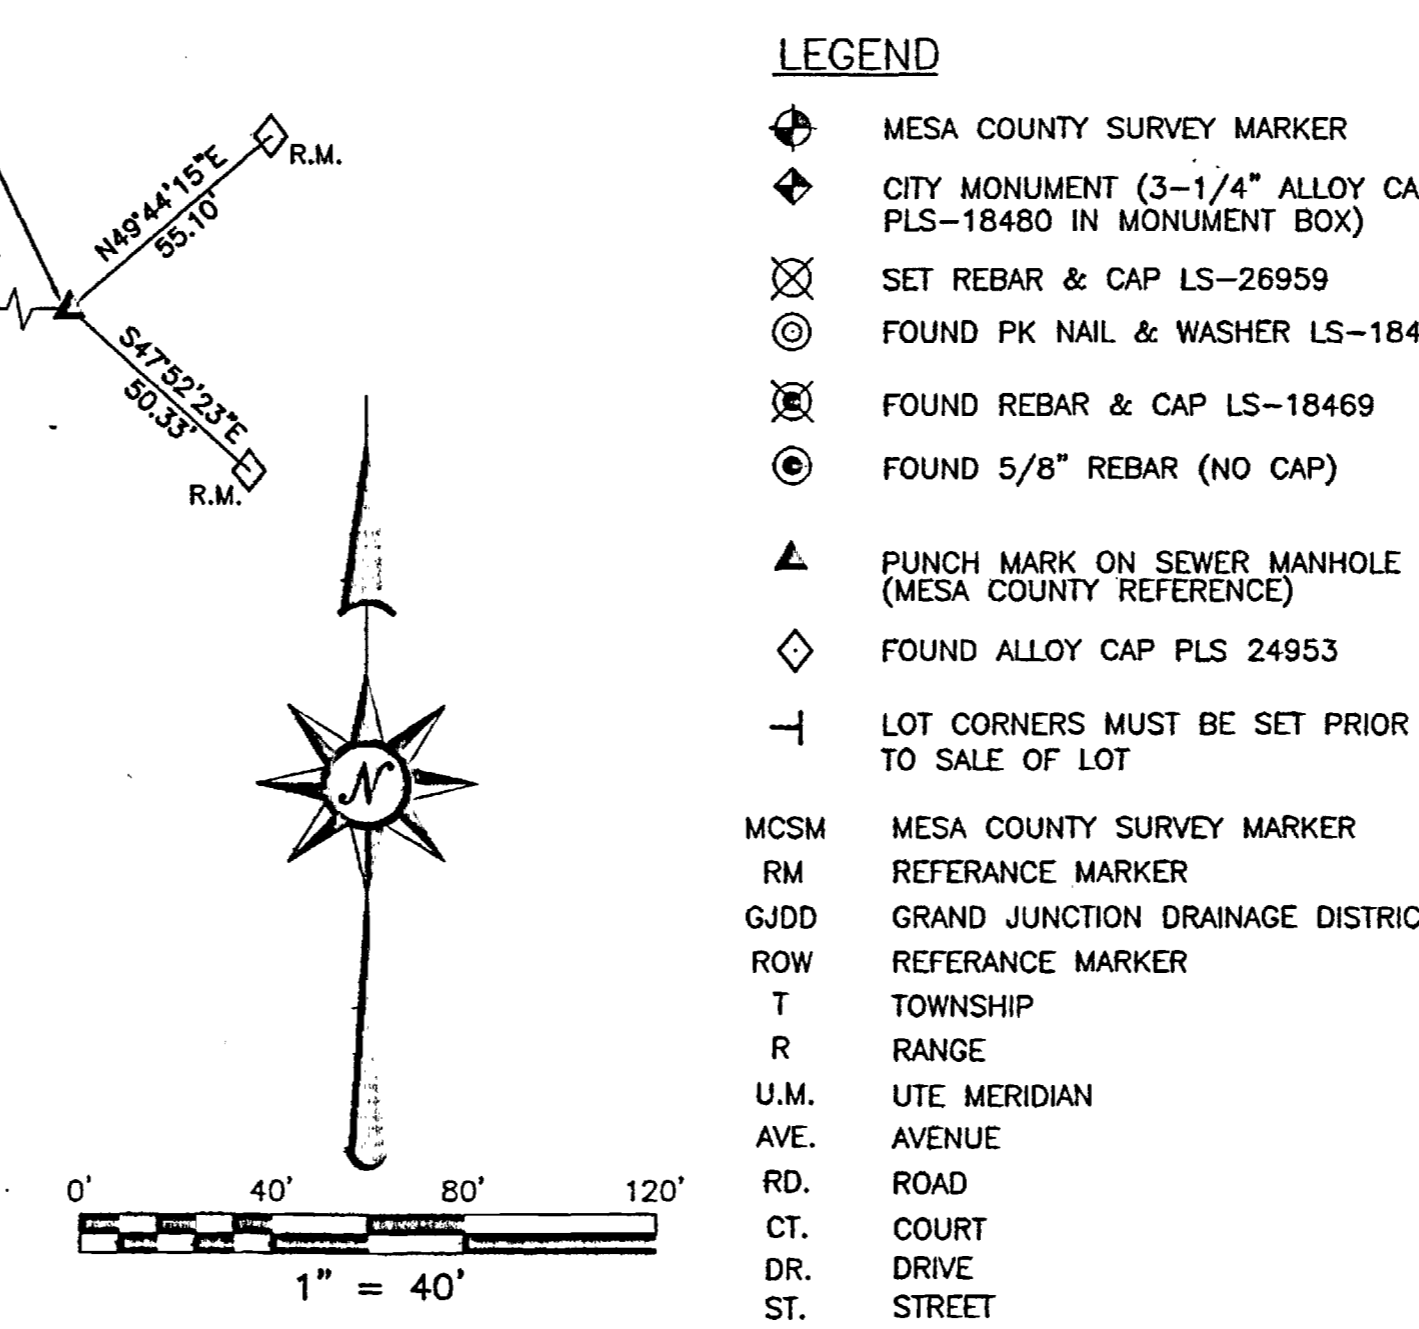 N49°44'15"E
55.10'
R.M.
S47°52'23"E
50.33'
R.M.
N
0' 40' 80' 120'
1" = 40'
LEGEND
MESA COUNTY SURVEY MARKER
CITY MONUMENT (3-1/4" ALLOY CA
PLS-18480 IN MONUMENT BOX)
SET REBAR & CAP LS-26959
FOUND PK NAIL & WASHER LS-184
FOUND REBAR & CAP LS-18469
FOUND 5/8" REBAR (NO CAP)
PUNCH MARK ON SEWER MANHOLE
(MESA COUNTY REFERENCE)
FOUND ALLOY CAP PLS 24953
LOT CORNERS MUST BE SET PRIOR
TO SALE OF LOT
MCSM MESA COUNTY SURVEY MARKER
RM REFERANCE MARKER
GJDD GRAND JUNCTION DRAINAGE DISTRIC
ROW REFERANCE MARKER
T TOWNSHIP
R RANGE
U.M. UTE MERIDIAN
AVE. AVENUE
RD. ROAD
CT. COURT
DR. DRIVE
ST. STREET